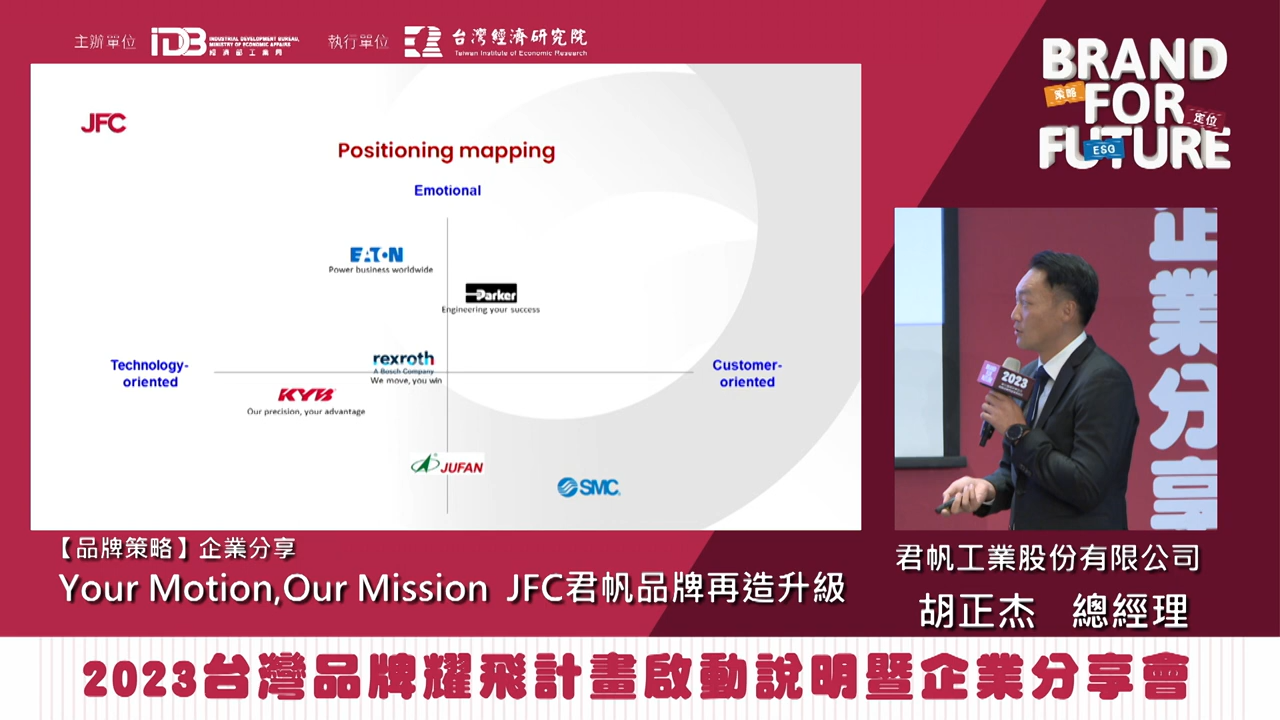 主辦單位
IDB
INDUSTRIAL DEVELOPMENT BUREAU,
MINISTRY OF ECONOMIC AFFAIRS
經濟部工業局
執行單位
台灣經濟研究院
Taiwan Institute of Economic Research
BRAND
FOR
FUTURE
策略
定位
ESG
JFC
Positioning mapping
Emotional
EATON
Power business worldwide
Parker
Engineering your success
Technology-
oriented
rexroth
A Bosch Company
We move, you win
Customer-
oriented
KYB
Our precision, your advantage
JUFAN
SMC
企業分享
2023
【品牌策略】企業分享
Your Motion,Our Mission JFC君帆品牌再造升級
君帆工業股份有限公司
胡正杰 總經理
2023台灣品牌耀飛計畫啟動說明暨企業分享會